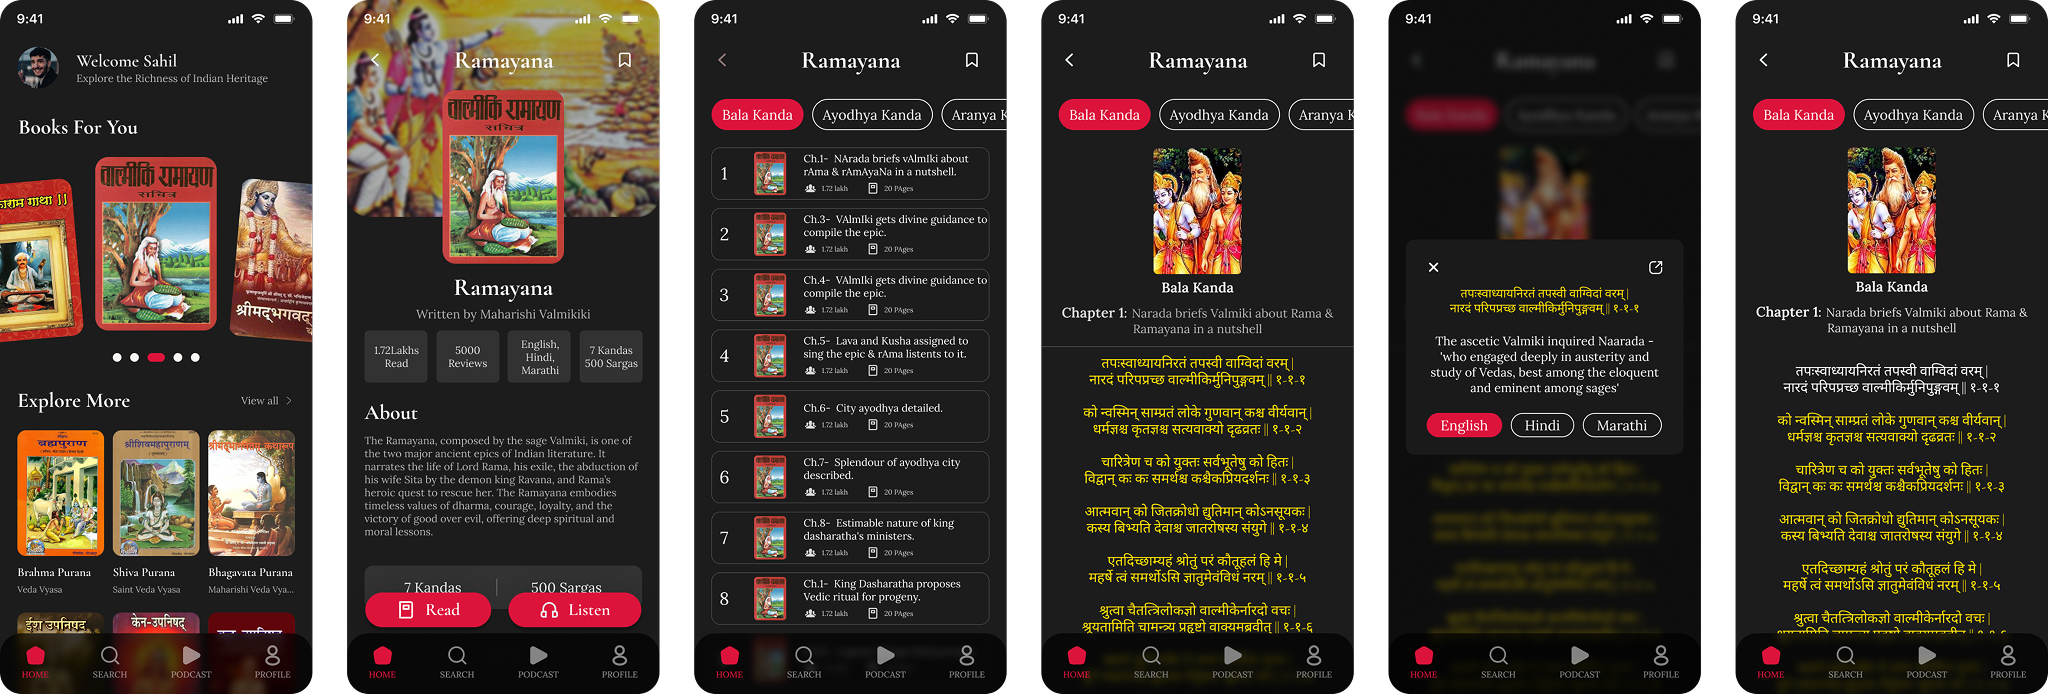 9:41
Welcome Sahil
Explore the Richness of Indian Heritage
Books For You
वाल्मीकि रामायण
सचित्र
View all
Explore More
Brahma Purana
Veda Vyasa
Shiva Purana
Saint Veda Vyasa
Bhagavata Purana
Maharishi Veda Vya...
ईश उपनिषद
केन-उपनिषद्
HOME
SEARCH
PODCAST
PROFILE
9:41
Ramayana
वाल्मीकि रामायण
सचित्र
Ramayana
Written by Maharishi Valmikiki
1.72Lakhs
Read
5000
Reviews
English,
Hindi,
Marathi
7 Kandas
500 Sargas
About
The Ramayana, composed by the sage Valmiki, is one of
the two major ancient epics of Indian literature. It
narrates the life of Lord Rama, his exile, the abduction of
his wife Sita by the demon king Ravana, and Rama's
heroic quest to rescue her. The Ramayana embodies
timeless values of dharma, courage, loyalty, and the
victory of good over evil, offering deep spiritual and
moral lessons.
7 Kandas
500 Sargas
Read
Listen
HOME
SEARCH
PODCAST
PROFILE
9:41
Ramayana
Bala Kanda
Ayodhya Kanda
Aranya K
1
Ch.1- NArada briefs vAlmIki about
rAma & rAmAyaNa in a nutshell.
1.72 lakh
20 PAges
2
Ch.3- VAlmIki gets divine guidance to
compile the epic.
1.72 lakh
20 PAges
3
Ch.4- VAlmIki gets divine guidance to
compile the epic.
1.72 lakh
20 PAges
4
Ch.5- Lava and Kusha assigned to
sing the epic & rAma listents to it.
1.72 lakh
20 PAges
5
Ch.6- City ayodhya detailed.
1.72 lakh
20 PAges
6
Ch.7- Splendour of ayodhya city
described.
1.72 lakh
20 PAges
7
Ch.8- Estimable nature of king
dasharatha's ministers.
1.72 lakh
20 PAges
8
Ch.1- King Dasharatha proposes
Vedic ritual for progeny.
1.72 lakh
20 PAges
HOME
SEARCH
PODCAST
PROFILE
9:41
Ramayana
Bala Kanda
Ayodhya Kanda
Aranya K
Bala Kanda
Chapter 1: Narada briefs Valmiki about Rama &
Ramayana in a nutshell
तपःस्वाध्यायनिरतं तपस्वी वाग्विदां वरम् |
नारदं परिपप्रच्छ वाल्मीकिर्मुनिपुङ्गवम् || १-१-१
को न्वस्मिन् साम्प्रतं लोके गुणवान् कश्च वीर्यवान् |
धर्मज्ञश्च कृतज्ञश्च सत्यवाक्यो दृढव्रतः || १-१-२
चारित्रेण च को युक्तः सर्वभूतेषु को हितः |
विद्वान् कः कः समर्थश्च कश्चैकप्रियदर्शनः || १-१-३
आत्मवान् को जितक्रोधो द्युतिमान् कोऽनसूयकः |
कस्य बिभ्यति देवाश्च जातरोषस्य संयुगे || १-१-४
एतदिच्छाम्यहं श्रोतुं परं कौतूहलं हि मे |
महर्षे त्वं समर्थोऽसि ज्ञातुमेवंविधं नरम् || १-१-५
श्रुत्वा चैतत्त्रिलोकज्ञो वाल्मीकेर्नारदो वचः |
श्रूयतामिति चामन्त्र्य प्रहृष्टो वाक्यमब्रवीत् || १-१-६
HOME
SEARCH
PODCAST
PROFILE
9:41
Ramayana
Bala Kanda
तपःस्वाध्यायनिरतं तपस्वी वाग्विदां वरम् |
नारदं परिपप्रच्छ वाल्मीकिर्मुनिपुङ्गवम् || १-१-१
The ascetic Valmiki inquired Naarada -
'who engaged deeply in austerity and
study of Vedas, best among the eloquent
and eminent among sages'
English
Hindi
Marathi
HOME
SEARCH
PODCAST
PROFILE
9:41
Ramayana
Bala Kanda
Ayodhya Kanda
Aranya K
Bala Kanda
Chapter 1: Narada briefs Valmiki about Rama &
Ramayana in a nutshell
तपःस्वाध्यायनिरतं तपस्वी वाग्विदां वरम् |
नारदं परिपप्रच्छ वाल्मीकिर्मुनिपुङ्गवम् || १-१-१
को न्वस्मिन् साम्प्रतं लोके गुणवान् कश्च वीर्यवान् |
धर्मज्ञश्च कृतज्ञश्च सत्यवाक्यो दृढव्रतः || १-१-२
चारित्रेण च को युक्तः सर्वभूतेषु को हितः |
विद्वान् कः कः समर्थश्च कश्चैकप्रियदर्शनः || १-१-३
आत्मवान् को जितक्रोधो द्युतिमान् कोऽनसूयकः |
कस्य बिभ्यति देवाश्च जातरोषस्य संयुगे || १-१-४
एतदिच्छाम्यहं श्रोतुं परं कौतूहलं हि मे |
महर्षे त्वं समर्थोऽसि ज्ञातुमेवंविधं नरम् || १-१-५
श्रुत्वा चैतत्त्रिलोकज्ञो वाल्मीकेर्नारदो वचः |
HOME
SEARCH
PODCAST
PROFILE